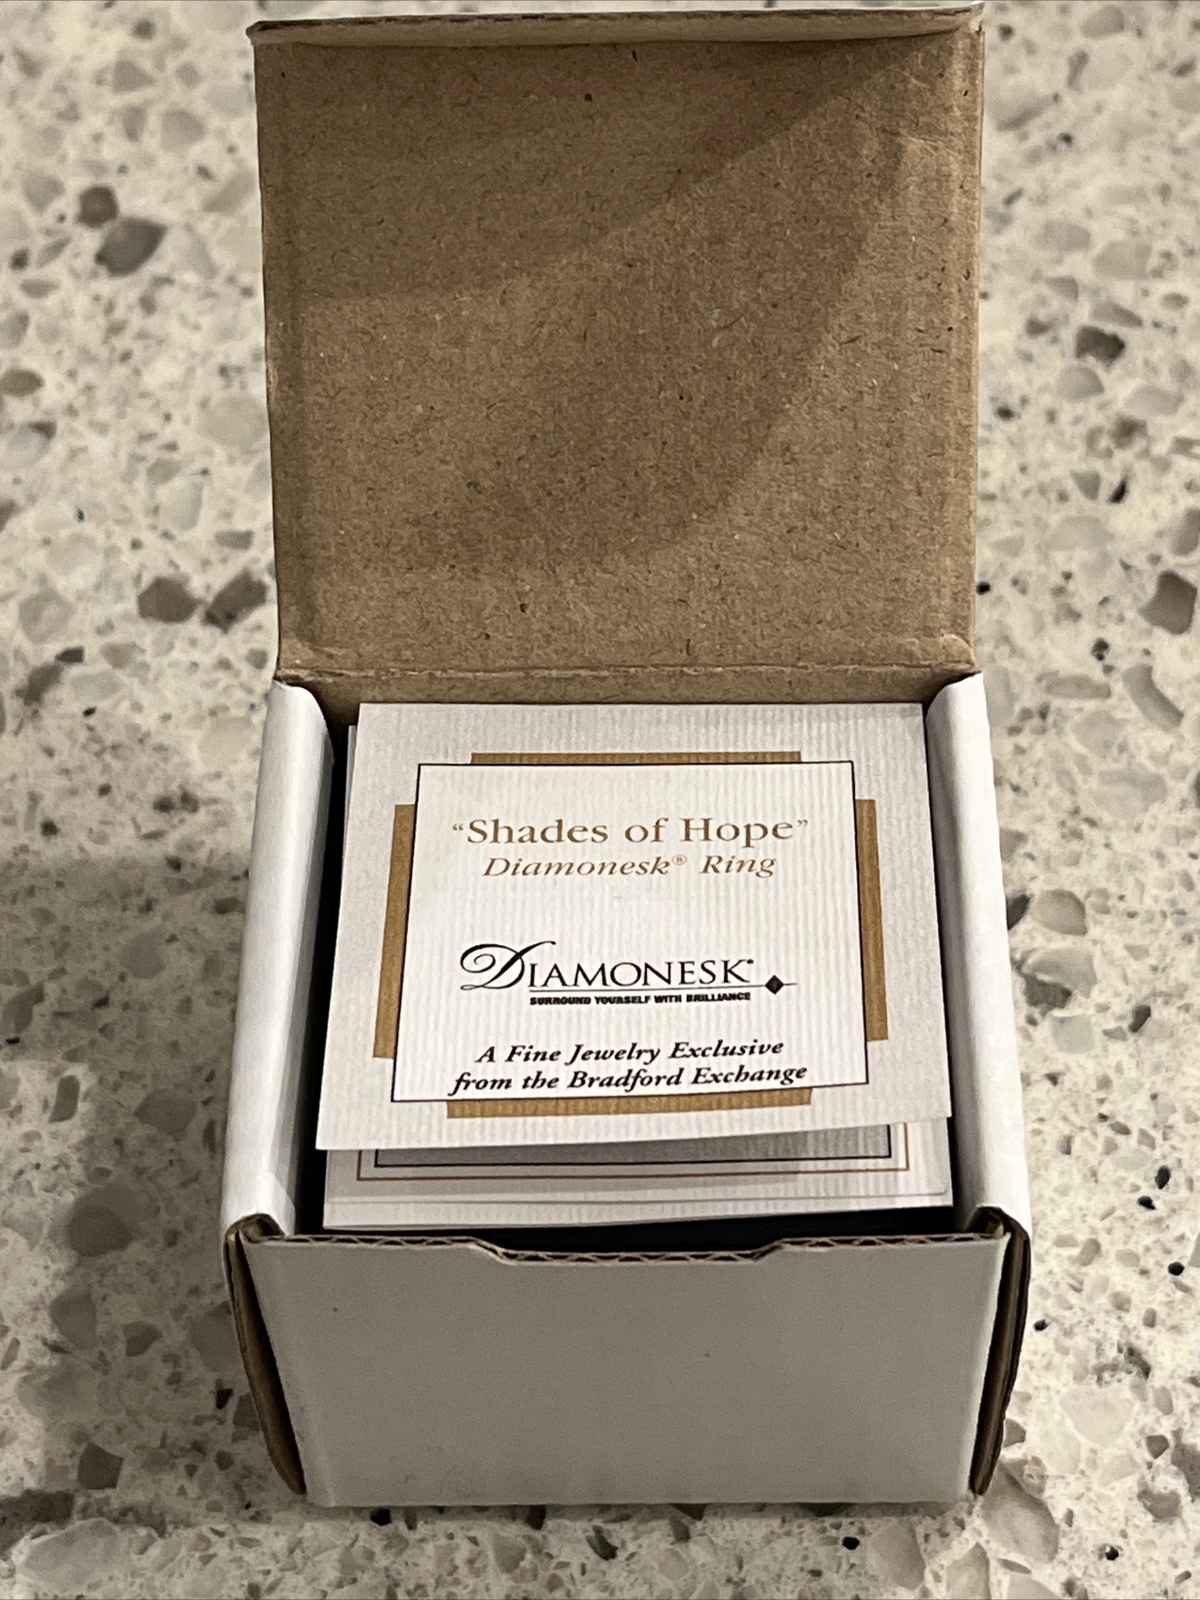 “Shades of Hope”
Diamonesk® Ring
DIAMONESK®
SURROUND YOURSELF WITH BRILLIANCE
A Fine Jewelry Exclusive
from the Bradford Exchange